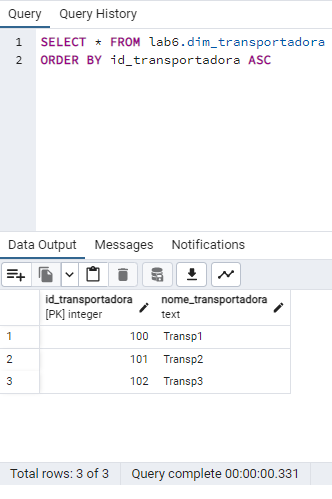 Query Query History
1 SELECT * FROM lab6.dim_transportadora
2 ORDER BY id_transportadora ASC
Data Output Messages Notifications
id_transportadora nome_transportadora
[PK] integer text
1 100 Transp1
2 101 Transp2
3 102 Transp3
Total rows: 3 of 3 Query complete 00:00:00.331